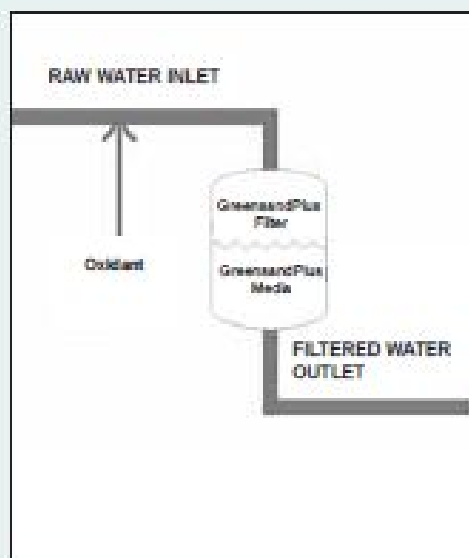 RAW WATER INLET
Oxidant
GreensandPlus
Filter
GreensandPlus
Media
FILTERED WATER
OUTLET